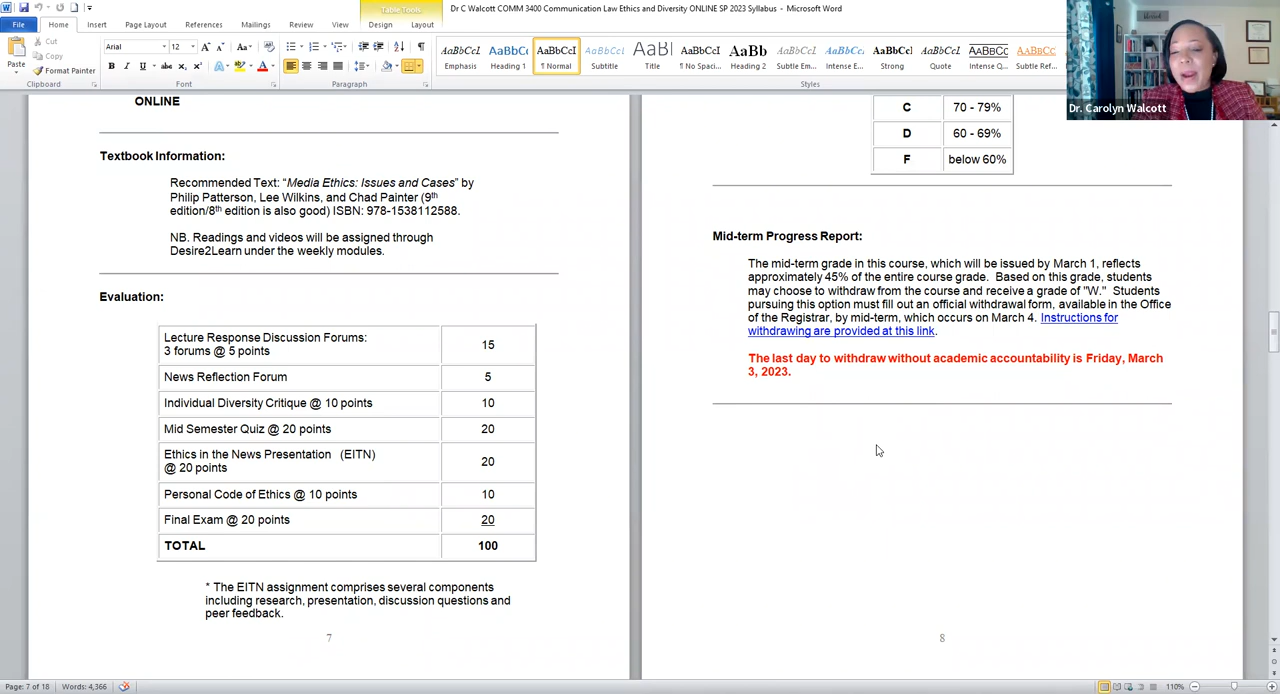 Table Tools
Dr C Walcott COMM 3400 Communication Law Ethics and Diversity ONLINE SP 2023 Syllabus - Microsoft Word
File Home Insert Page Layout References Mailings Review View Design Layout
Paste
Cut
Copy
Format Painter
Clipboard
Arial 12
Font
Paragraph
AaBbCcI AaBbCc AaBbCcI AaBbCcI AaBl AaBbCcI AaBb AaBbCcI AaBbCcI AaBbCcI AaBbCcI AaBbCcI AaBbCcI
Emphasis Heading 1 ¶ Normal Subtitle Title ¶ No Spaci... Heading 2 Subtle Em... Intense E... Strong Quote Intense Q... Subtle Ref...
Styles
Dr. Carolyn Walcott
ONLINE
Textbook Information:
Recommended Text: “Media Ethics: Issues and Cases” by
Philip Patterson, Lee Wilkins, and Chad Painter (9th
edition/8th edition is also good) ISBN: 978-1538112588.
NB. Readings and videos will be assigned through
Desire2Learn under the weekly modules.
Evaluation:
Lecture Response Discussion Forums:
3 forums @ 5 points 15
News Reflection Forum 5
Individual Diversity Critique @ 10 points 10
Mid Semester Quiz @ 20 points 20
Ethics in the News Presentation (EITN)
@ 20 points 20
Personal Code of Ethics @ 10 points 10
Final Exam @ 20 points 20
TOTAL 100
* The EITN assignment comprises several components
including research, presentation, discussion questions and
peer feedback.
7
C 70 - 79%
D 60 - 69%
F below 60%
Mid-term Progress Report:
The mid-term grade in this course, which will be issued by March 1, reflects
approximately 45% of the entire course grade. Based on this grade, students
may choose to withdraw from the course and receive a grade of "W." Students
pursuing this option must fill out an official withdrawal form, available in the Office
of the Registrar, by mid-term, which occurs on March 4. Instructions for
withdrawing are provided at this link.
The last day to withdraw without academic accountability is Friday, March
3, 2023.
8
Page: 7 of 18 Words: 4,366 110%